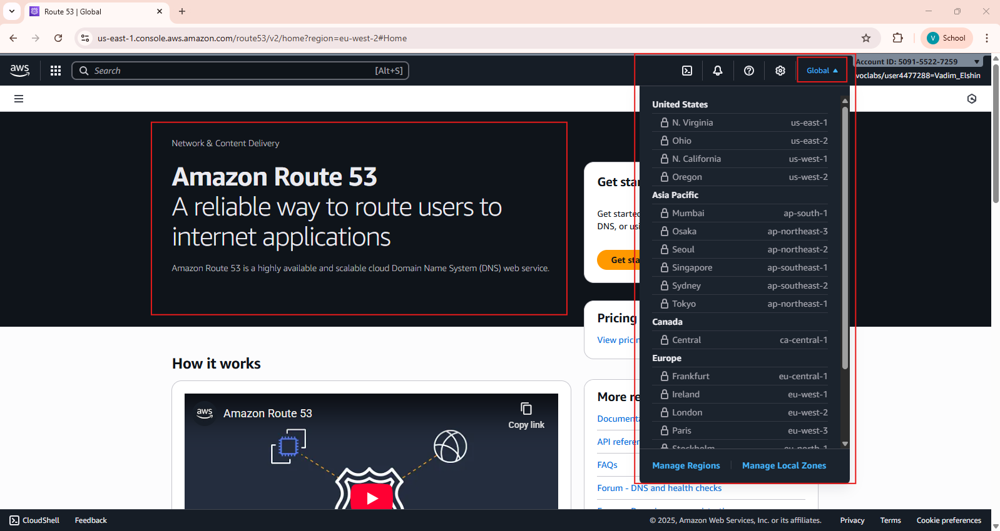 Route 53 | Global
us-east-1.console.aws.amazon.com/route53/v2/home?region=eu-west-2#Home
V School
aws
Search [Alt+S]
Global
Account ID: 5091-5522-7259
voclabs/user4477288=Vadim_Elshin
Network & Content Delivery
Amazon Route 53
A reliable way to route users to
internet applications
Amazon Route 53 is a highly available and scalable cloud Domain Name System (DNS) web service.
Get sta
Get starte
DNS, or us
Get sta
Pricing
View pricin
How it works
aws Amazon Route 53
Copy link
More re
Documenta
API referen
FAQs
Forum - DNS and health checks
United States
N. Virginia us-east-1
Ohio us-east-2
N. California us-west-1
Oregon us-west-2
Asia Pacific
Mumbai ap-south-1
Osaka ap-northeast-3
Seoul ap-northeast-2
Singapore ap-southeast-1
Sydney ap-southeast-2
Tokyo ap-northeast-1
Canada
Central ca-central-1
Europe
Frankfurt eu-central-1
Ireland eu-west-1
London eu-west-2
Paris eu-west-3
Stockholm eu-north-1
Manage Regions Manage Local Zones
CloudShell Feedback
© 2025, Amazon Web Services, Inc. or its affiliates. Privacy Terms Cookie preferences